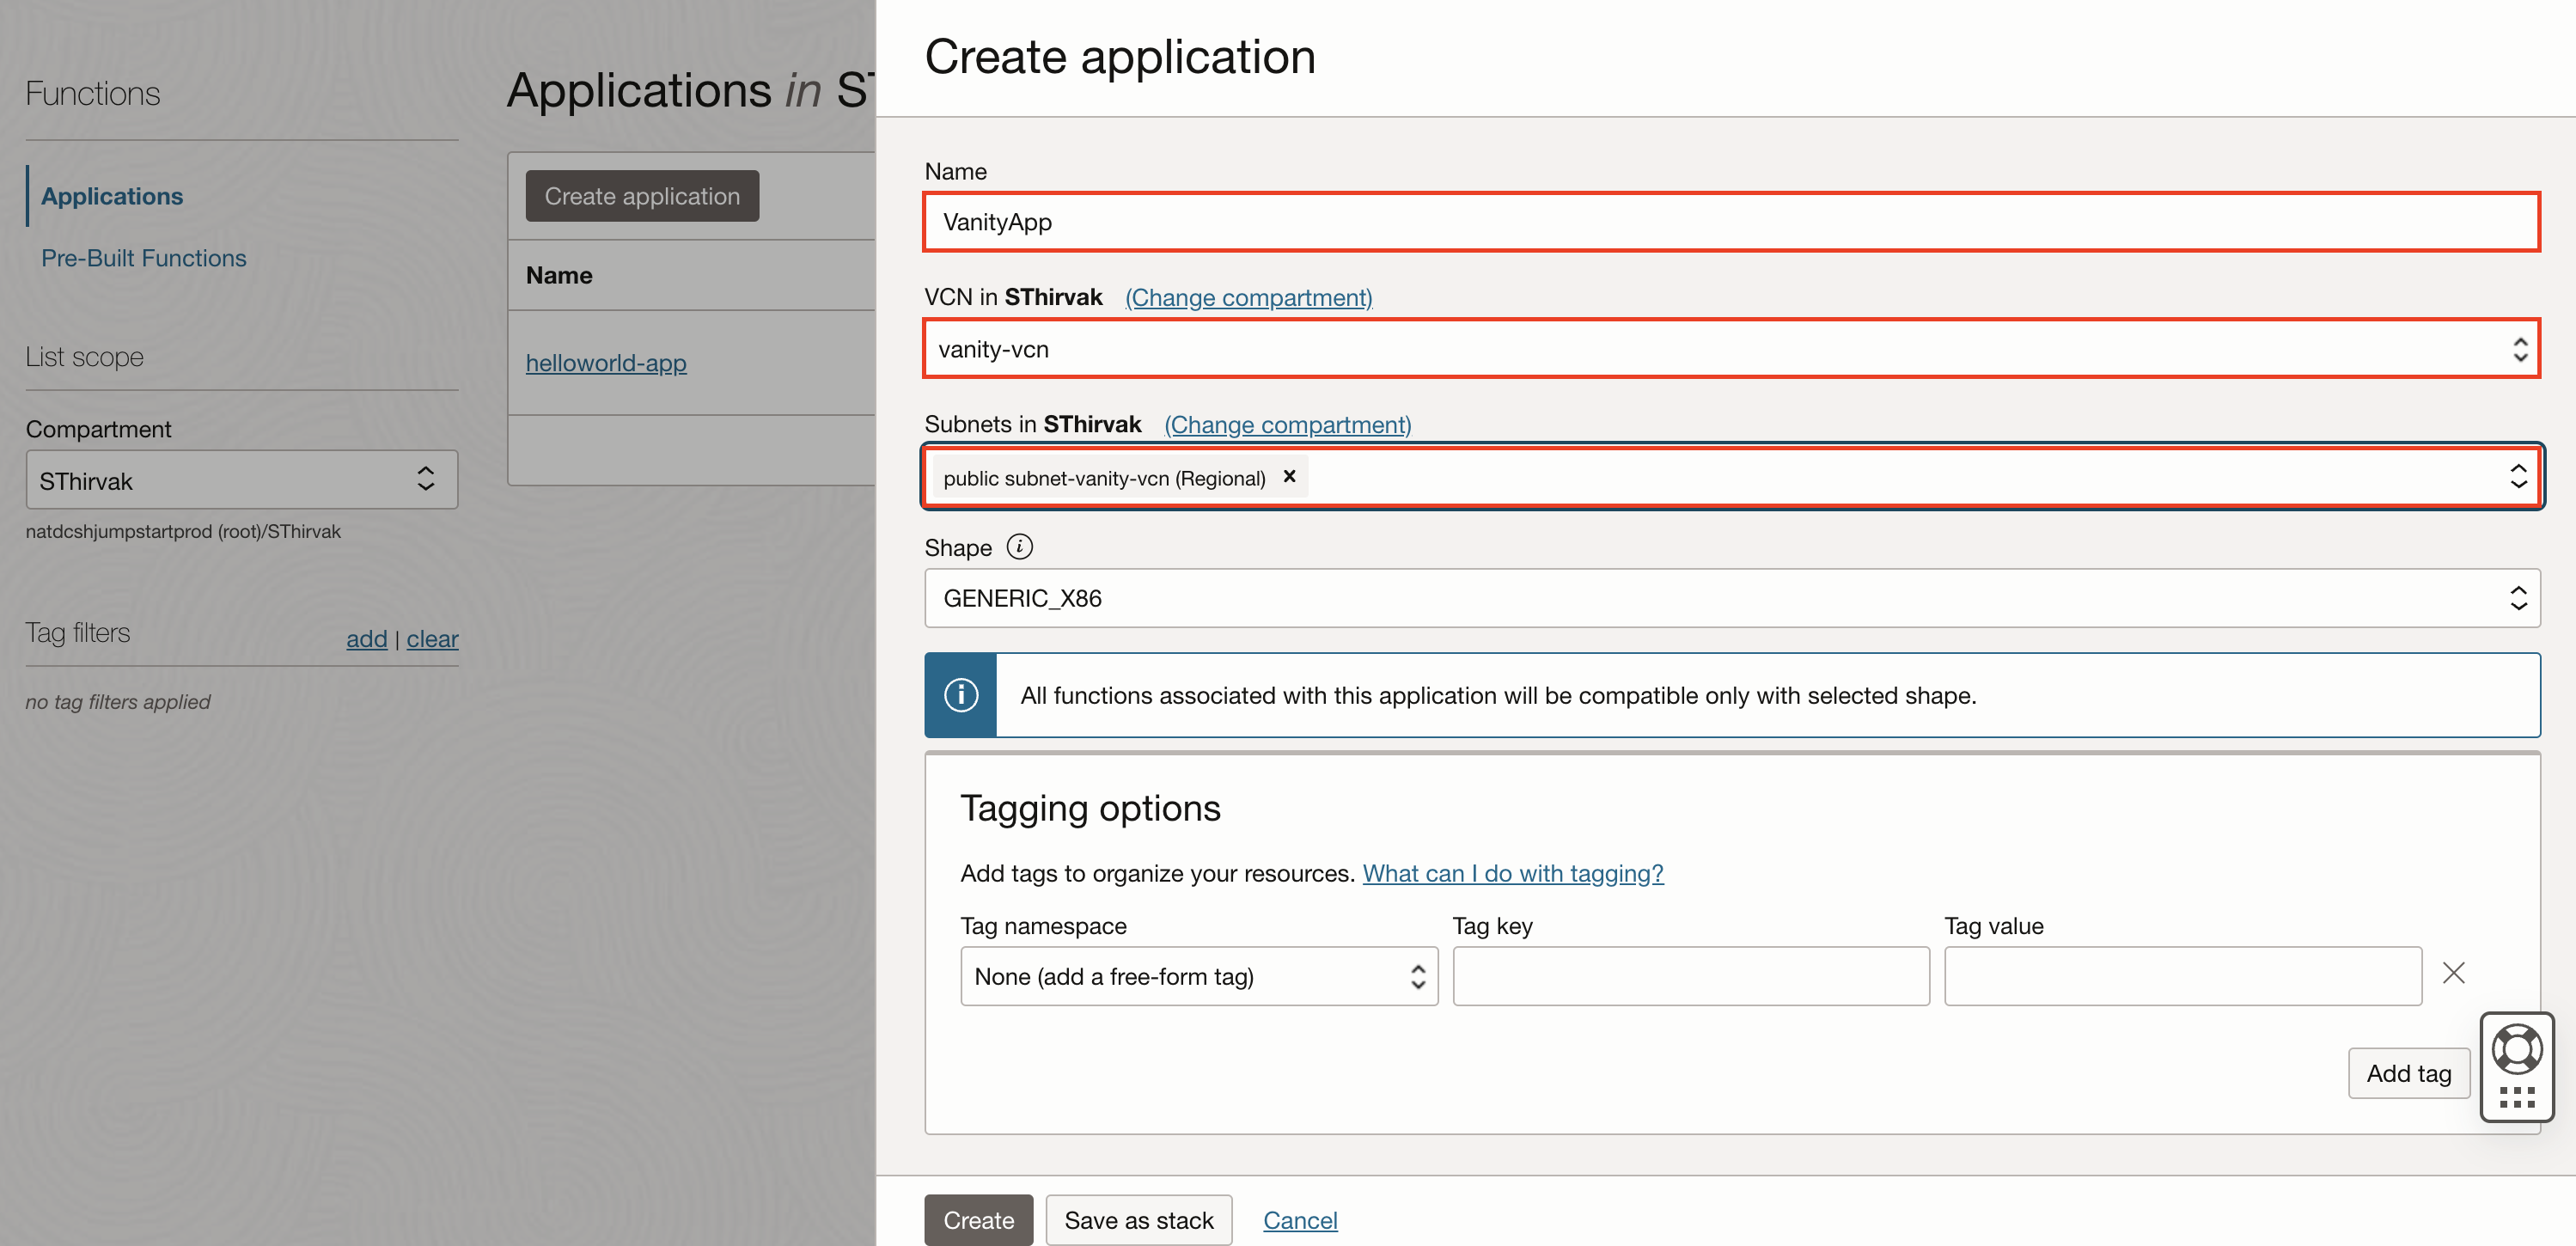 Functions
Applications
Pre-Built Functions
List scope
Compartment
SThirvak
natdcshjumpstartprod (root)/SThirvak
Tag filters
add | clear
no tag filters applied
Applications in ST
Create application
Name
helloworld-app
Create application
Name
VanityApp
VCN in SThirvak (Change compartment)
vanity-vcn
Subnets in SThirvak (Change compartment)
public subnet-vanity-vcn (Regional) ×
Shape i
GENERIC_X86
All functions associated with this application will be compatible only with selected shape.
Tagging options
Add tags to organize your resources. What can I do with tagging?
Tag namespace Tag key Tag value
None (add a free-form tag)
Add tag
Create Save as stack Cancel